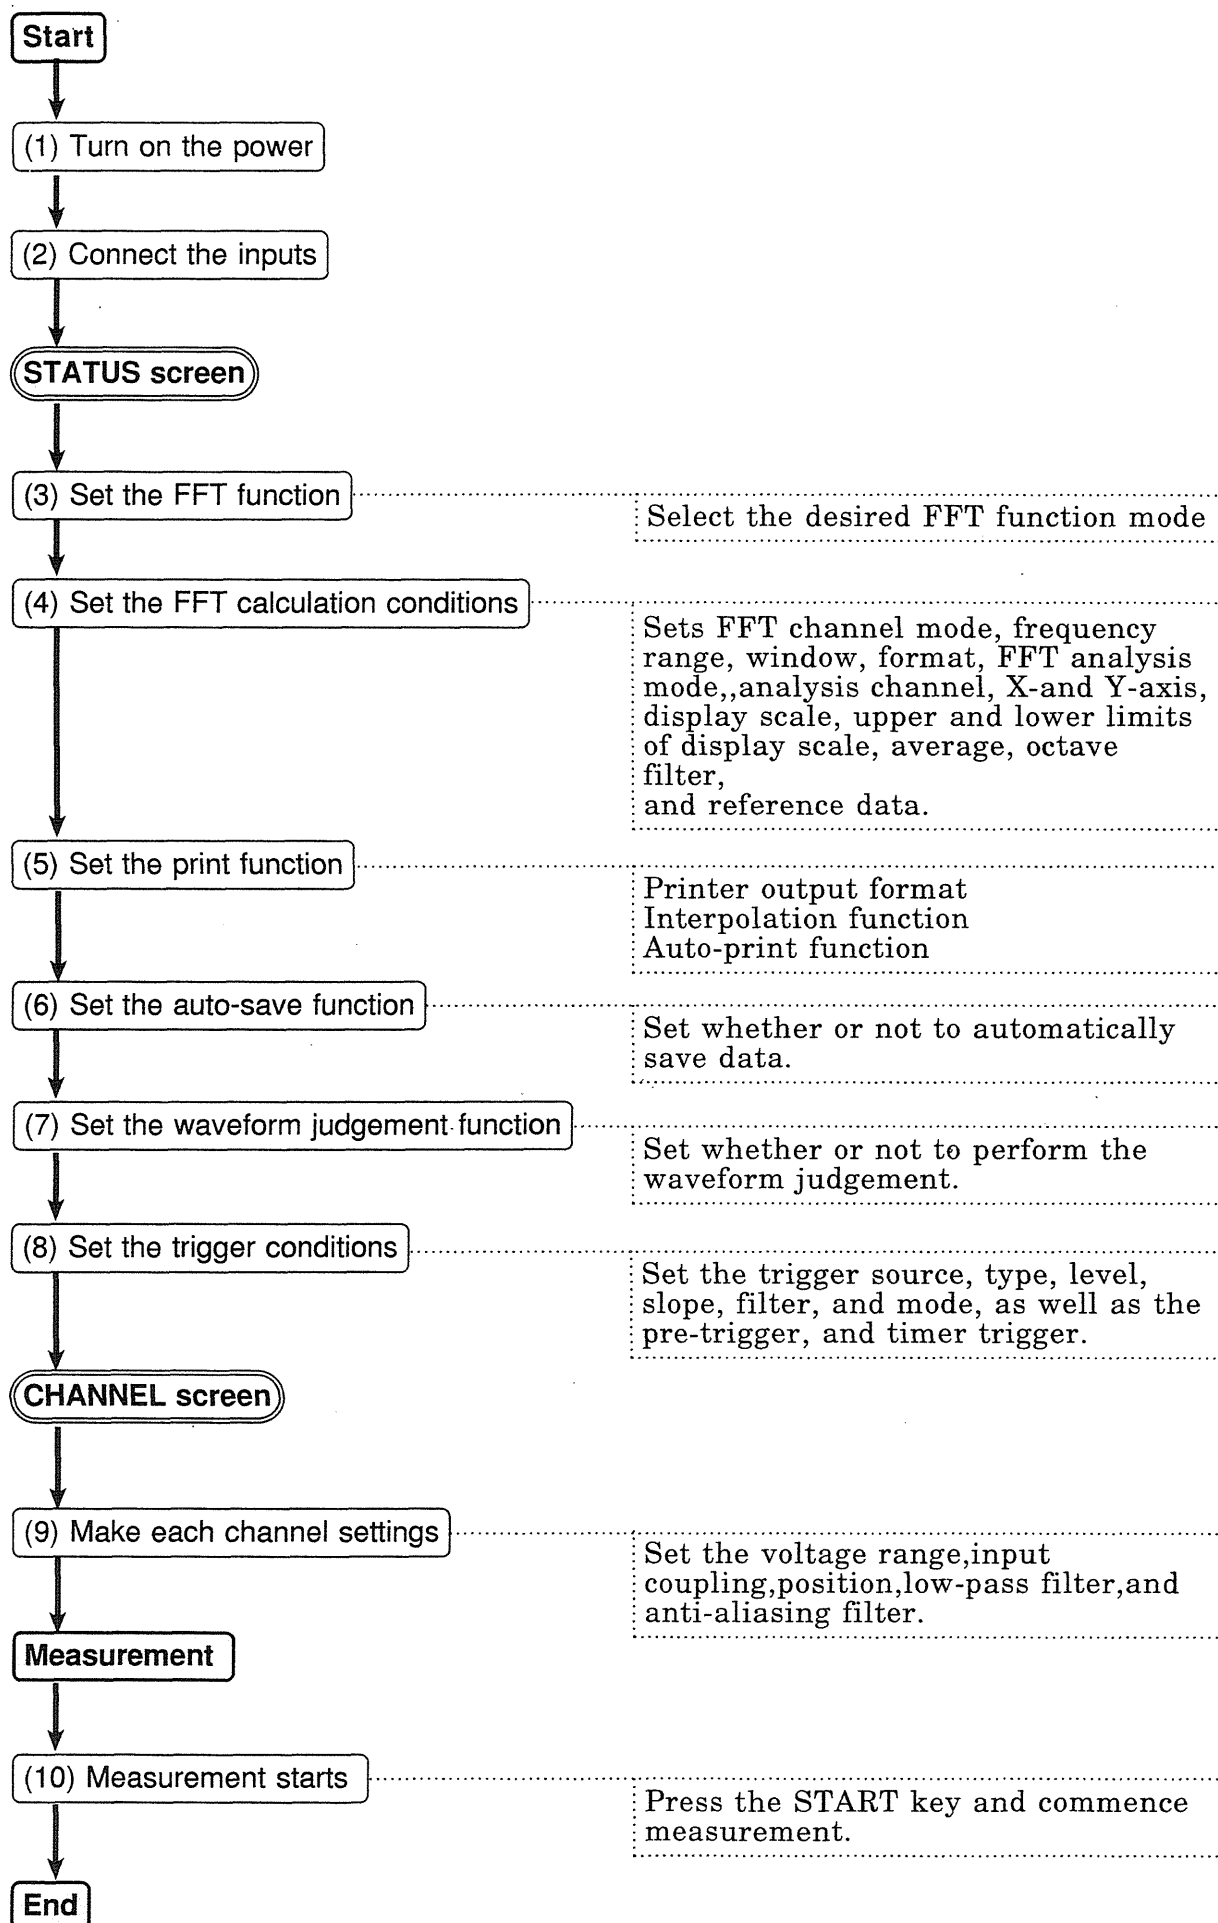 Start
(1) Turn on the power
(2) Connect the inputs
STATUS screen
(3) Set the FFT function
Select the desired FFT function mode
(4) Set the FFT calculation conditions
Sets FFT channel mode, frequency
range, window, format, FFT analysis
mode,,analysis channel, X-and Y-axis,
display scale, upper and lower limits
of display scale, average, octave
filter,
and reference data.
(5) Set the print function
Printer output format
Interpolation function
Auto-print function
(6) Set the auto-save function
Set whether or not to automatically
save data.
(7) Set the waveform judgement function
Set whether or not to perform the
waveform judgement.
(8) Set the trigger conditions
Set the trigger source, type, level,
slope, filter, and mode, as well as the
pre-trigger, and timer trigger.
CHANNEL screen
(9) Make each channel settings
Set the voltage range,input
coupling,position,low-pass filter,and
anti-aliasing filter.
Measurement
(10) Measurement starts
Press the START key and commence
measurement.
End